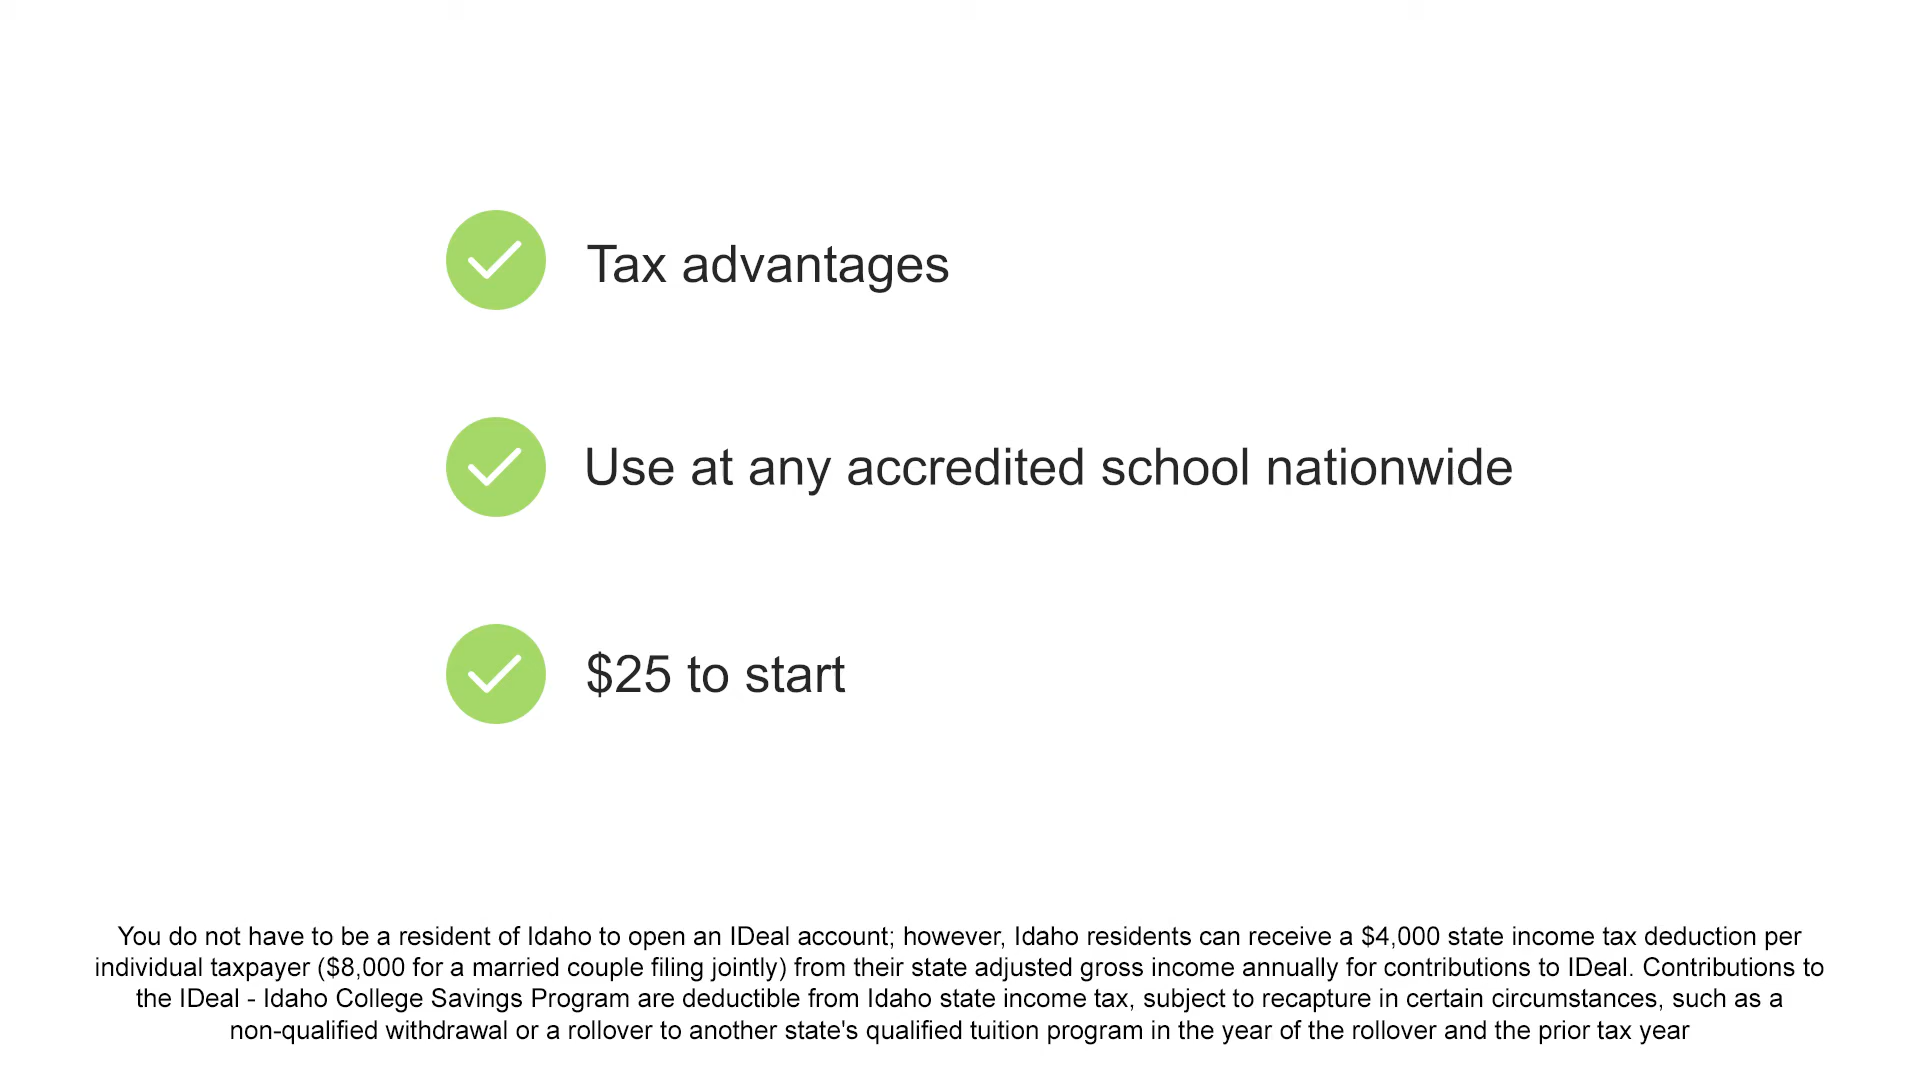 Tax advantages
Use at any accredited school nationwide
$25 to start
You do not have to be a resident of Idaho to open an IDeal account; however, Idaho residents can receive a $4,000 state income tax deduction per
individual taxpayer ($8,000 for a married couple filing jointly) from their state adjusted gross income annually for contributions to IDeal. Contributions to
the IDeal - Idaho College Savings Program are deductible from Idaho state income tax, subject to recapture in certain circumstances, such as a
non-qualified withdrawal or a rollover to another state's qualified tuition program in the year of the rollover and the prior tax year